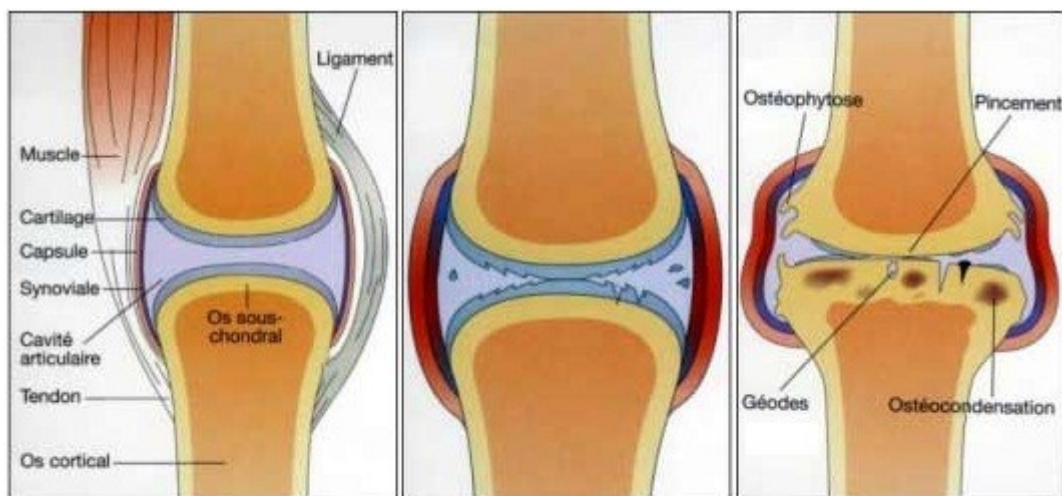 Ligament
Muscle
Cartilage
Capsule
Synoviale
Os sous-
chondral
Cavité
articulaire
Tendon
Os cortical
Ostéophytose
Pincement
Géodes
Ostéocondensation